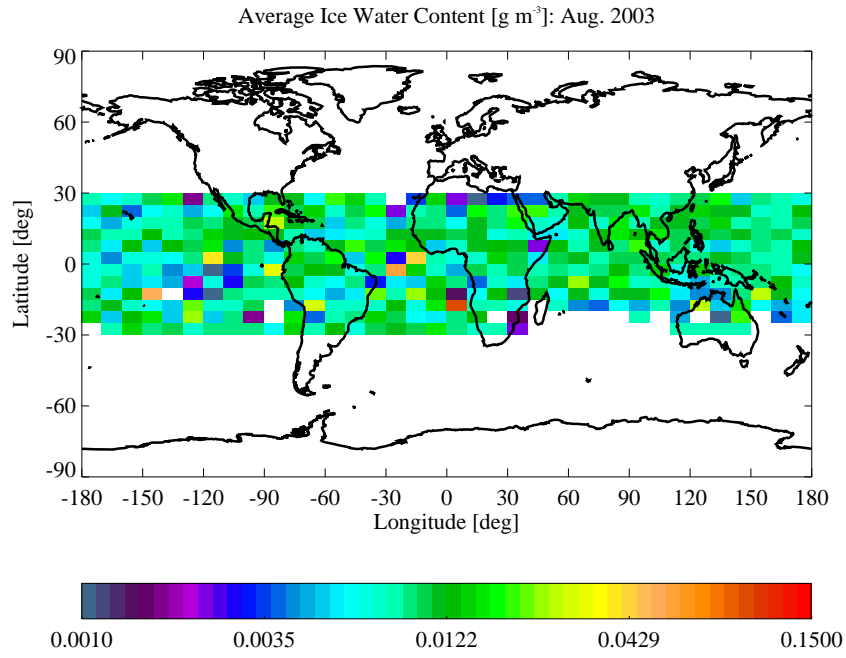 Average Ice Water Content [g m⁻³]: Aug. 2003
90
60
30
0
-30
-60
-90
Latitude [deg]
-180 -150 -120 -90 -60 -30 0 30 60 90 120 150 180
Longitude [deg]
0.0010 0.0035 0.0122 0.0429 0.1500